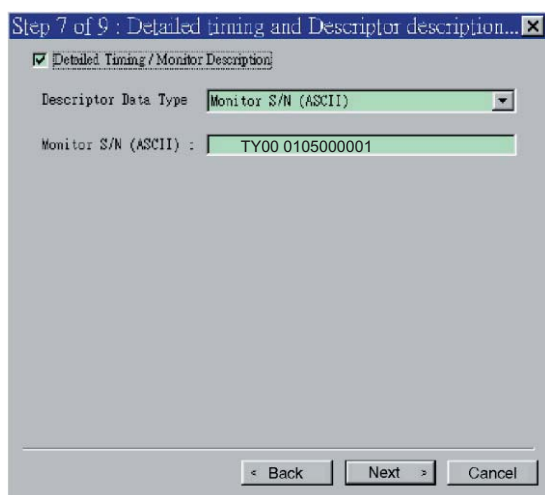 Step 7 of 9 : Detailed timing and Descriptor description...
Detailed Timing / Monitor Description
Descriptor Data Type Monitor S/N (ASCII)
Monitor S/N (ASCII) : TY00 0105000001
< Back Next > Cancel